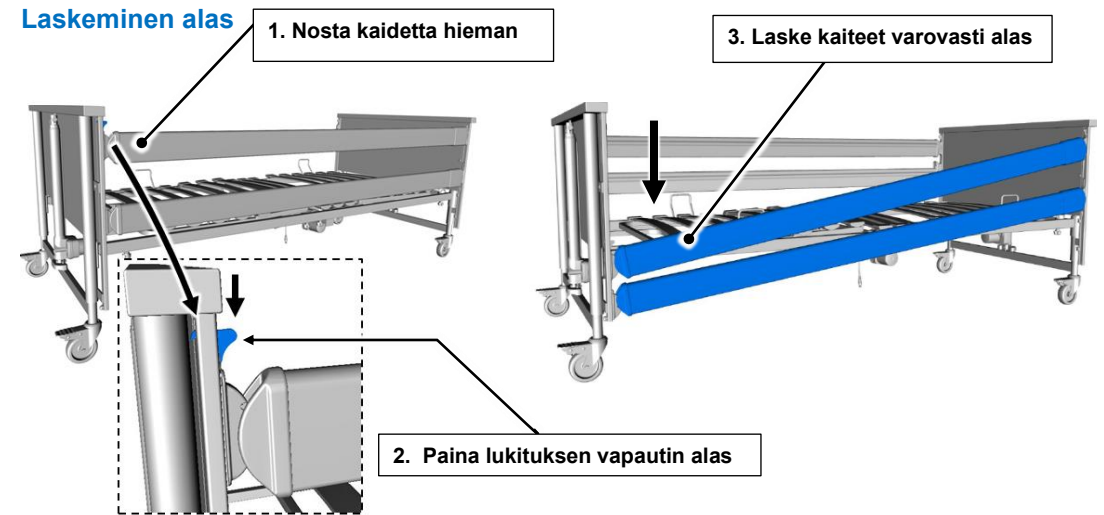 Laskeminen alas
1. Nosta kaidetta hieman
3. Laske kaiteet varovasti alas
2. Paina lukituksen vapautin alas